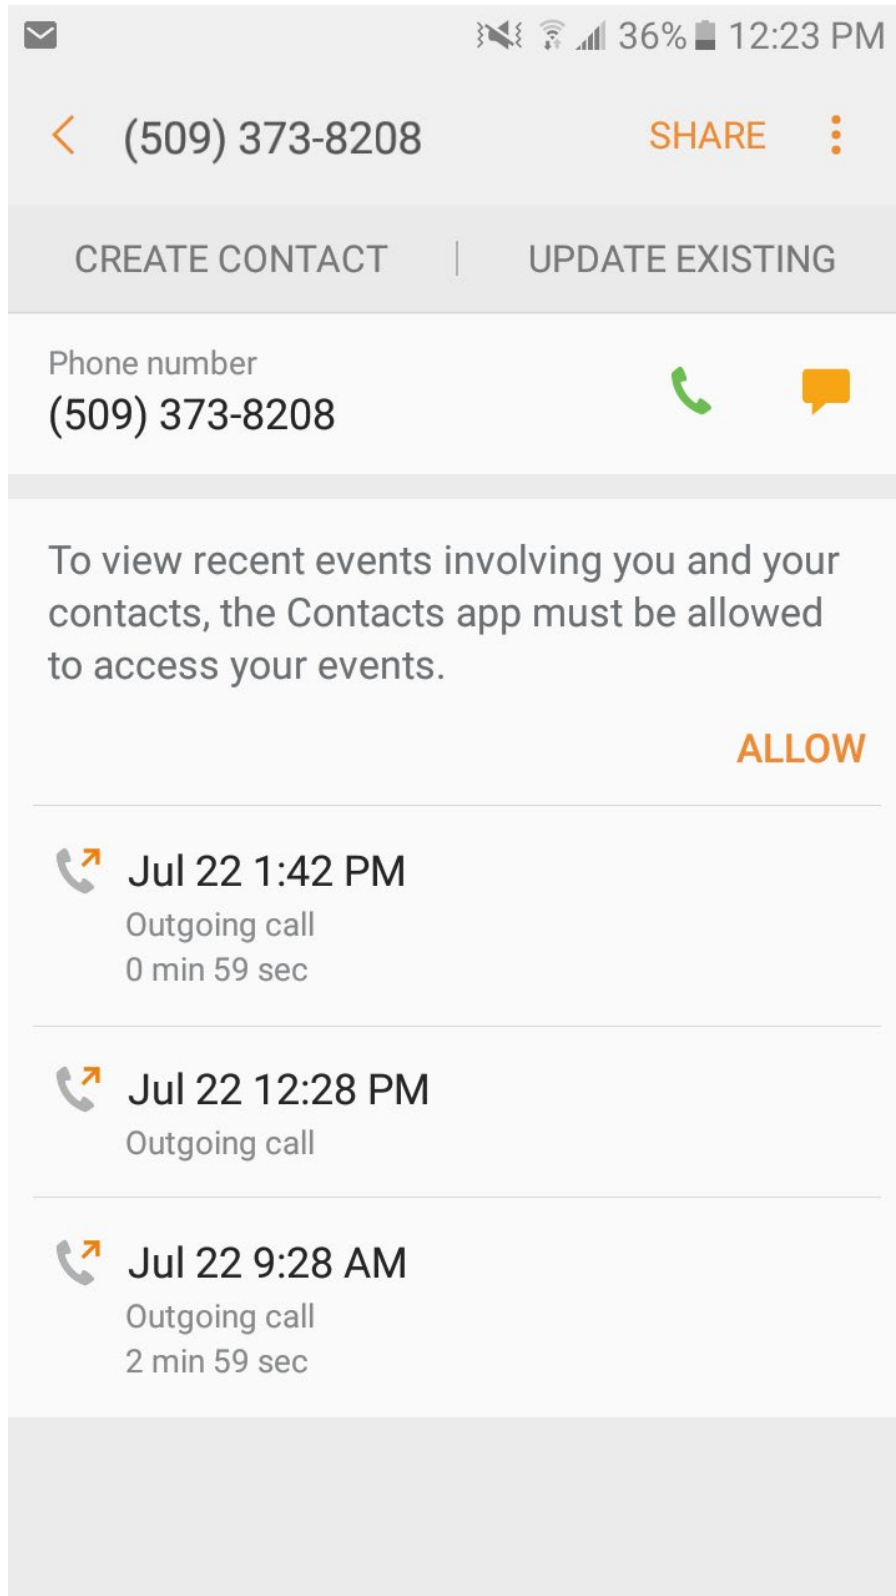 36% 12:23 PM
(509) 373-8208 SHARE
CREATE CONTACT | UPDATE EXISTING
Phone number
(509) 373-8208
To view recent events involving you and your
contacts, the Contacts app must be allowed
to access your events.
ALLOW
Jul 22 1:42 PM
Outgoing call
0 min 59 sec
Jul 22 12:28 PM
Outgoing call
Jul 22 9:28 AM
Outgoing call
2 min 59 sec